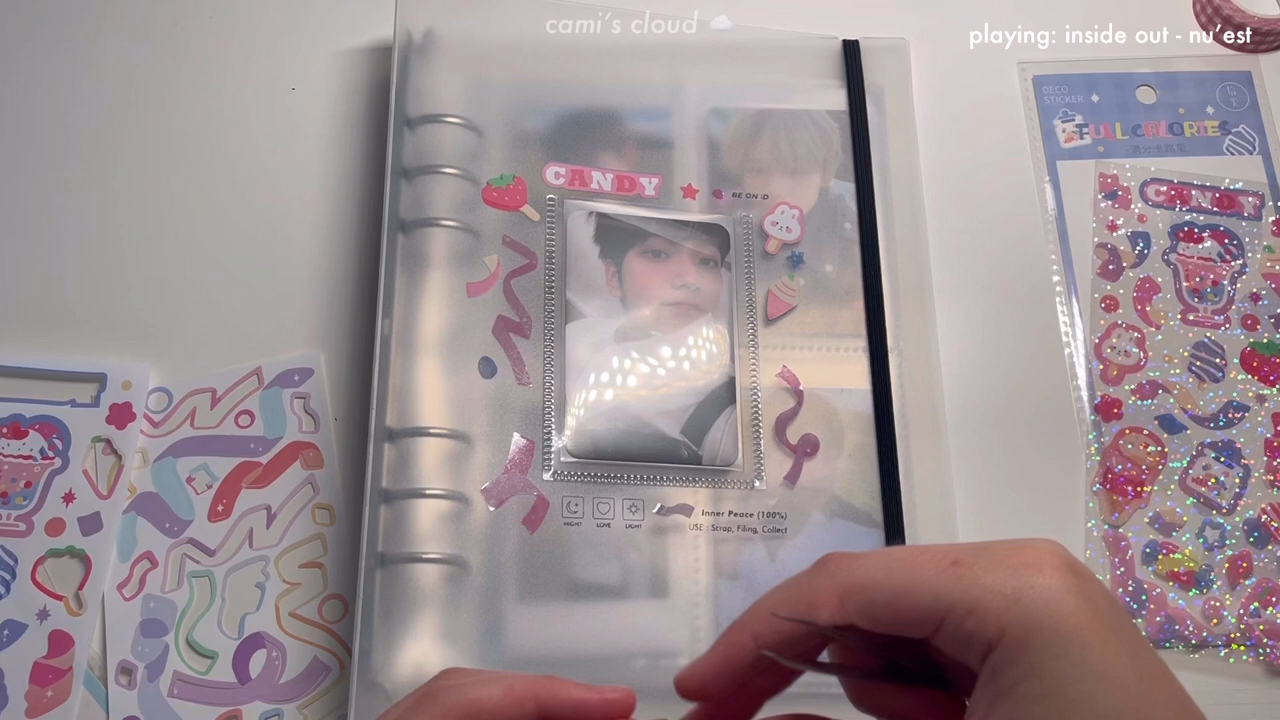 cami's cloud
playing: inside out - nu'est
DECO
STICKER
FULL CALORIES
CANDY
CANDY
BE ON :D
NIGHT
LOVE
LIGHT
Inner Peace (100%)
USE : Scrap, Filing, Collect